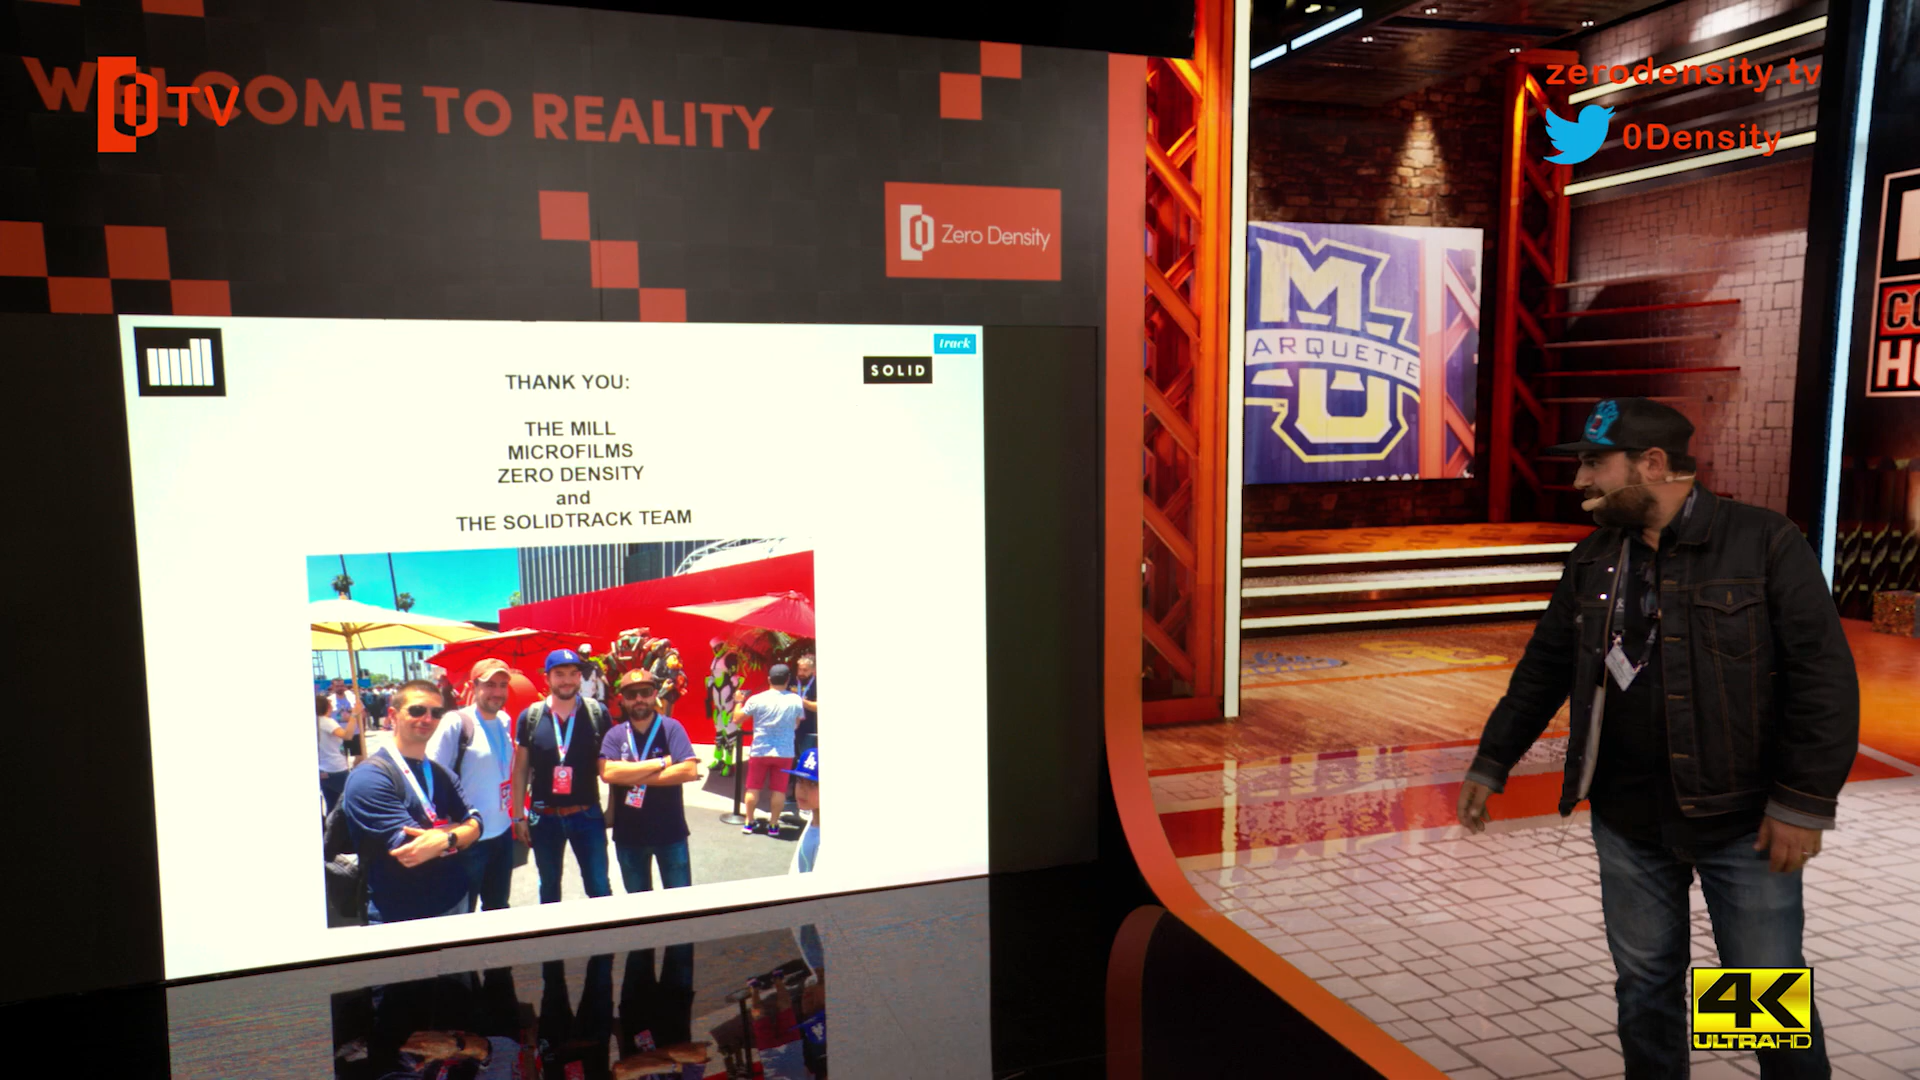 WELCOME TO REALITY
TV
zerodensity.tv
0Density
Zero Density
track
SOLID
THANK YOU:
THE MILL
MICROFILMS
ZERO DENSITY
and
THE SOLIDTRACK TEAM
M
ARQUETTE
U
4K
ULTRAHD